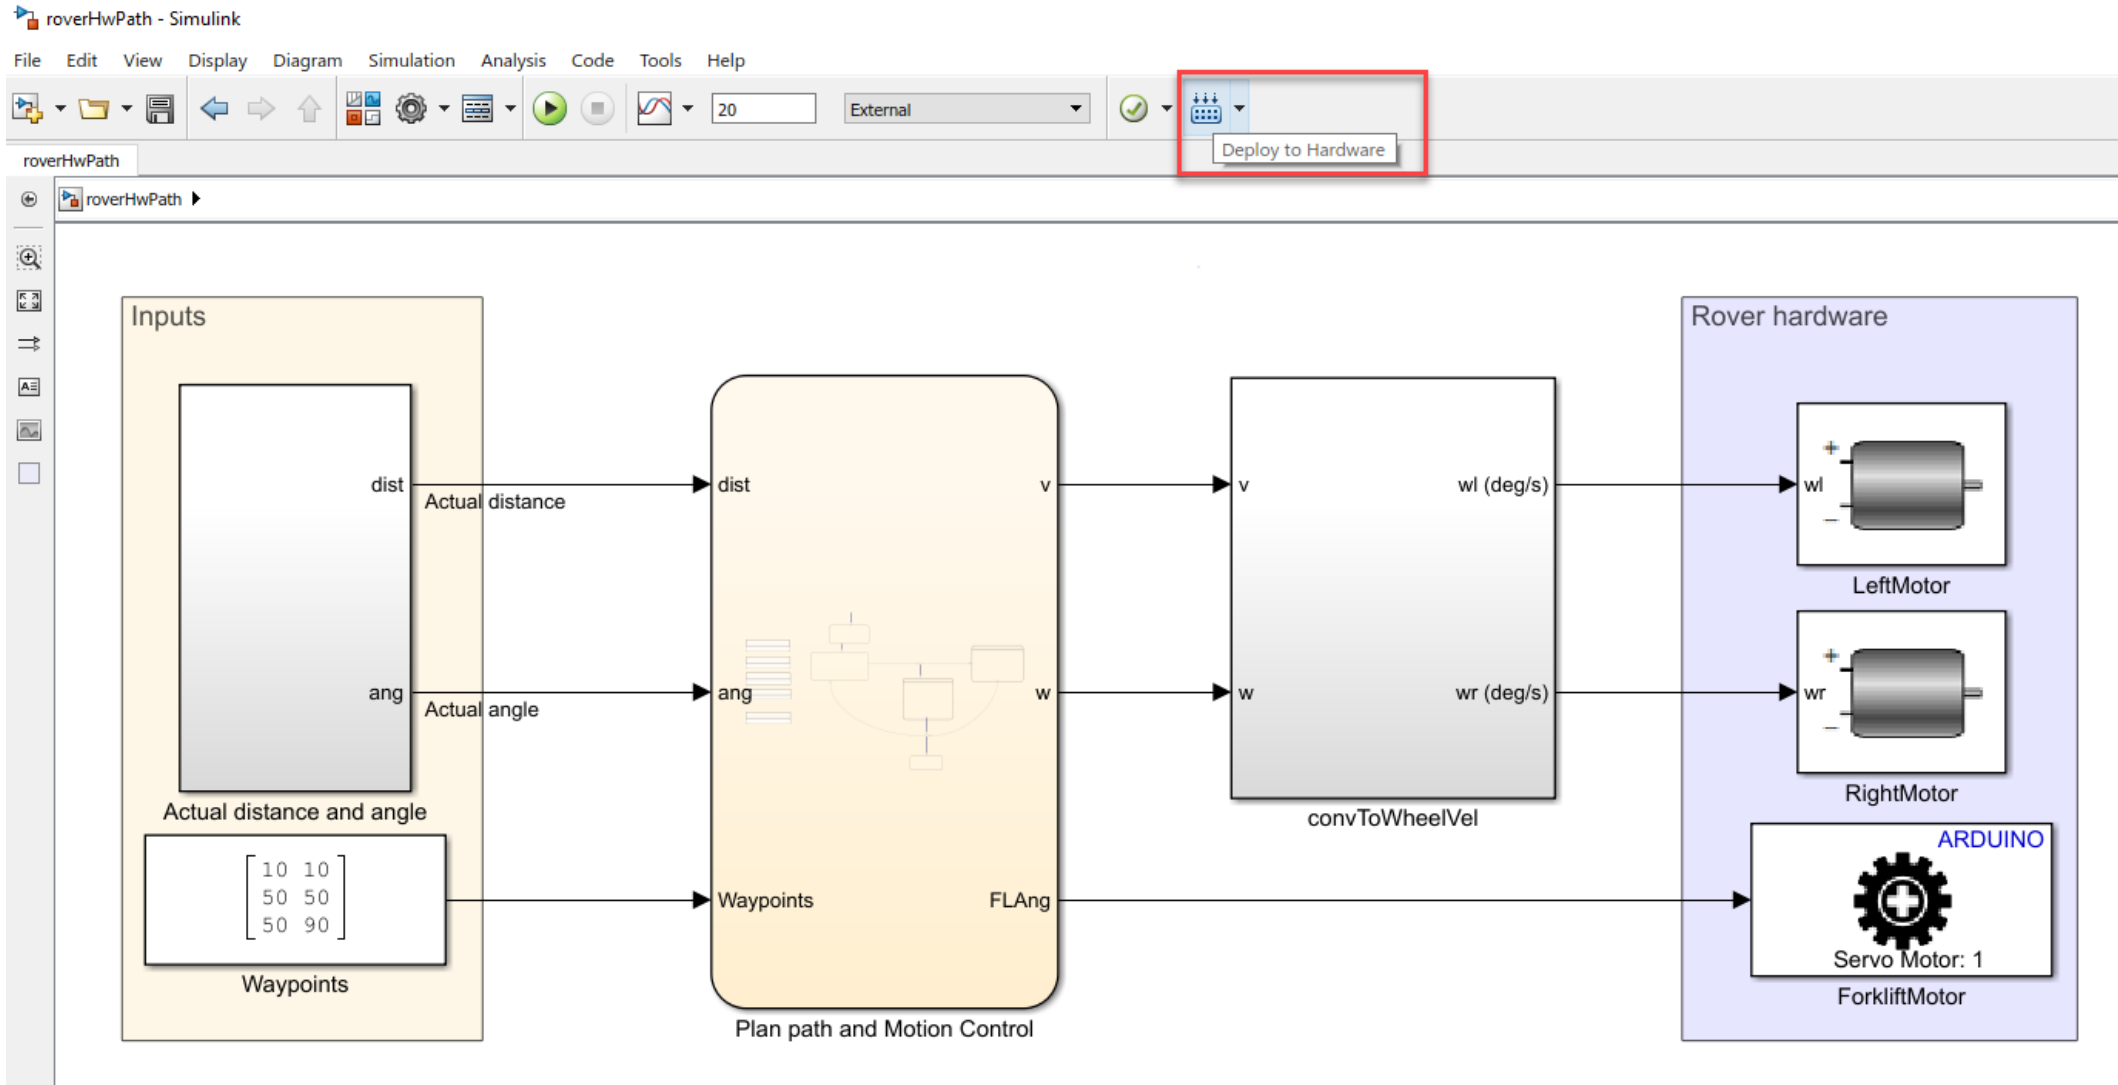 roverHwPath - Simulink
File Edit View Display Diagram Simulation Analysis Code Tools Help
20 External
Deploy to Hardware
roverHwPath
roverHwPath
Inputs
dist
Actual distance
ang
Actual angle
Actual distance and angle
10 10
50 50
50 90
Waypoints
dist v
ang w
Waypoints FLAng
Plan path and Motion Control
v wl (deg/s)
w wr (deg/s)
convToWheelVel
Rover hardware
+
wl
−
LeftMotor
+
wr
−
RightMotor
ARDUINO
Servo Motor: 1
ForkliftMotor